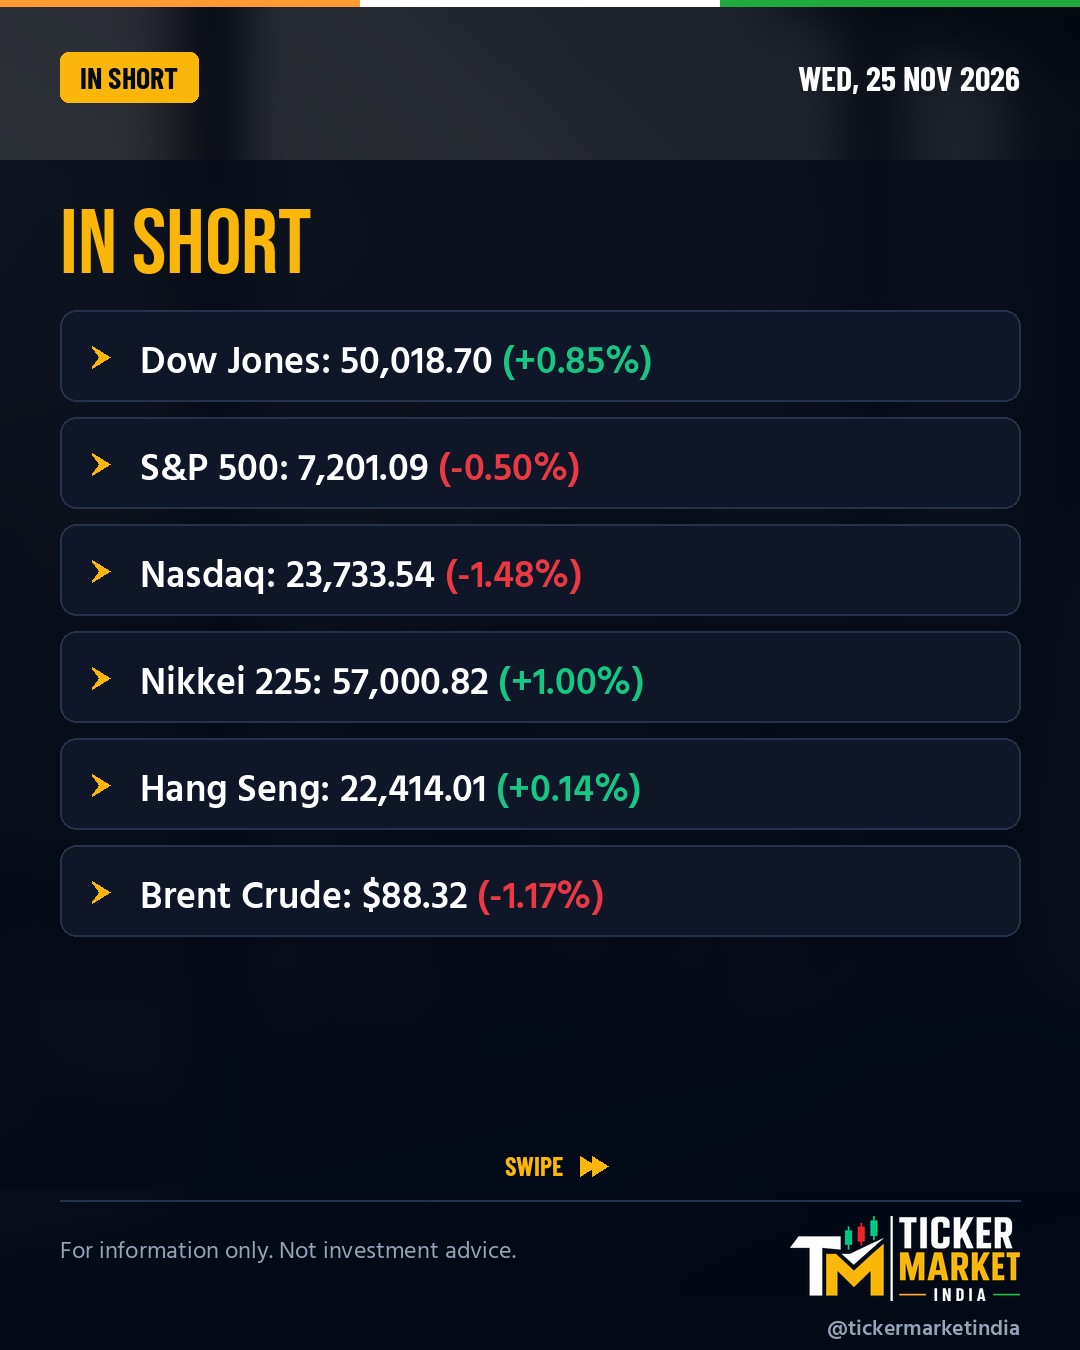 IN SHORT
WED, 25 NOV 2026
IN SHORT
Dow Jones: 50,018.70 (+0.85%)
S&P 500: 7,201.09 (-0.50%)
Nasdaq: 23,733.54 (-1.48%)
Nikkei 225: 57,000.82 (+1.00%)
Hang Seng: 22,414.01 (+0.14%)
Brent Crude: $88.32 (-1.17%)
SWIPE
For information only. Not investment advice.
TM
TICKER
MARKET
INDIA
@tickermarketindia